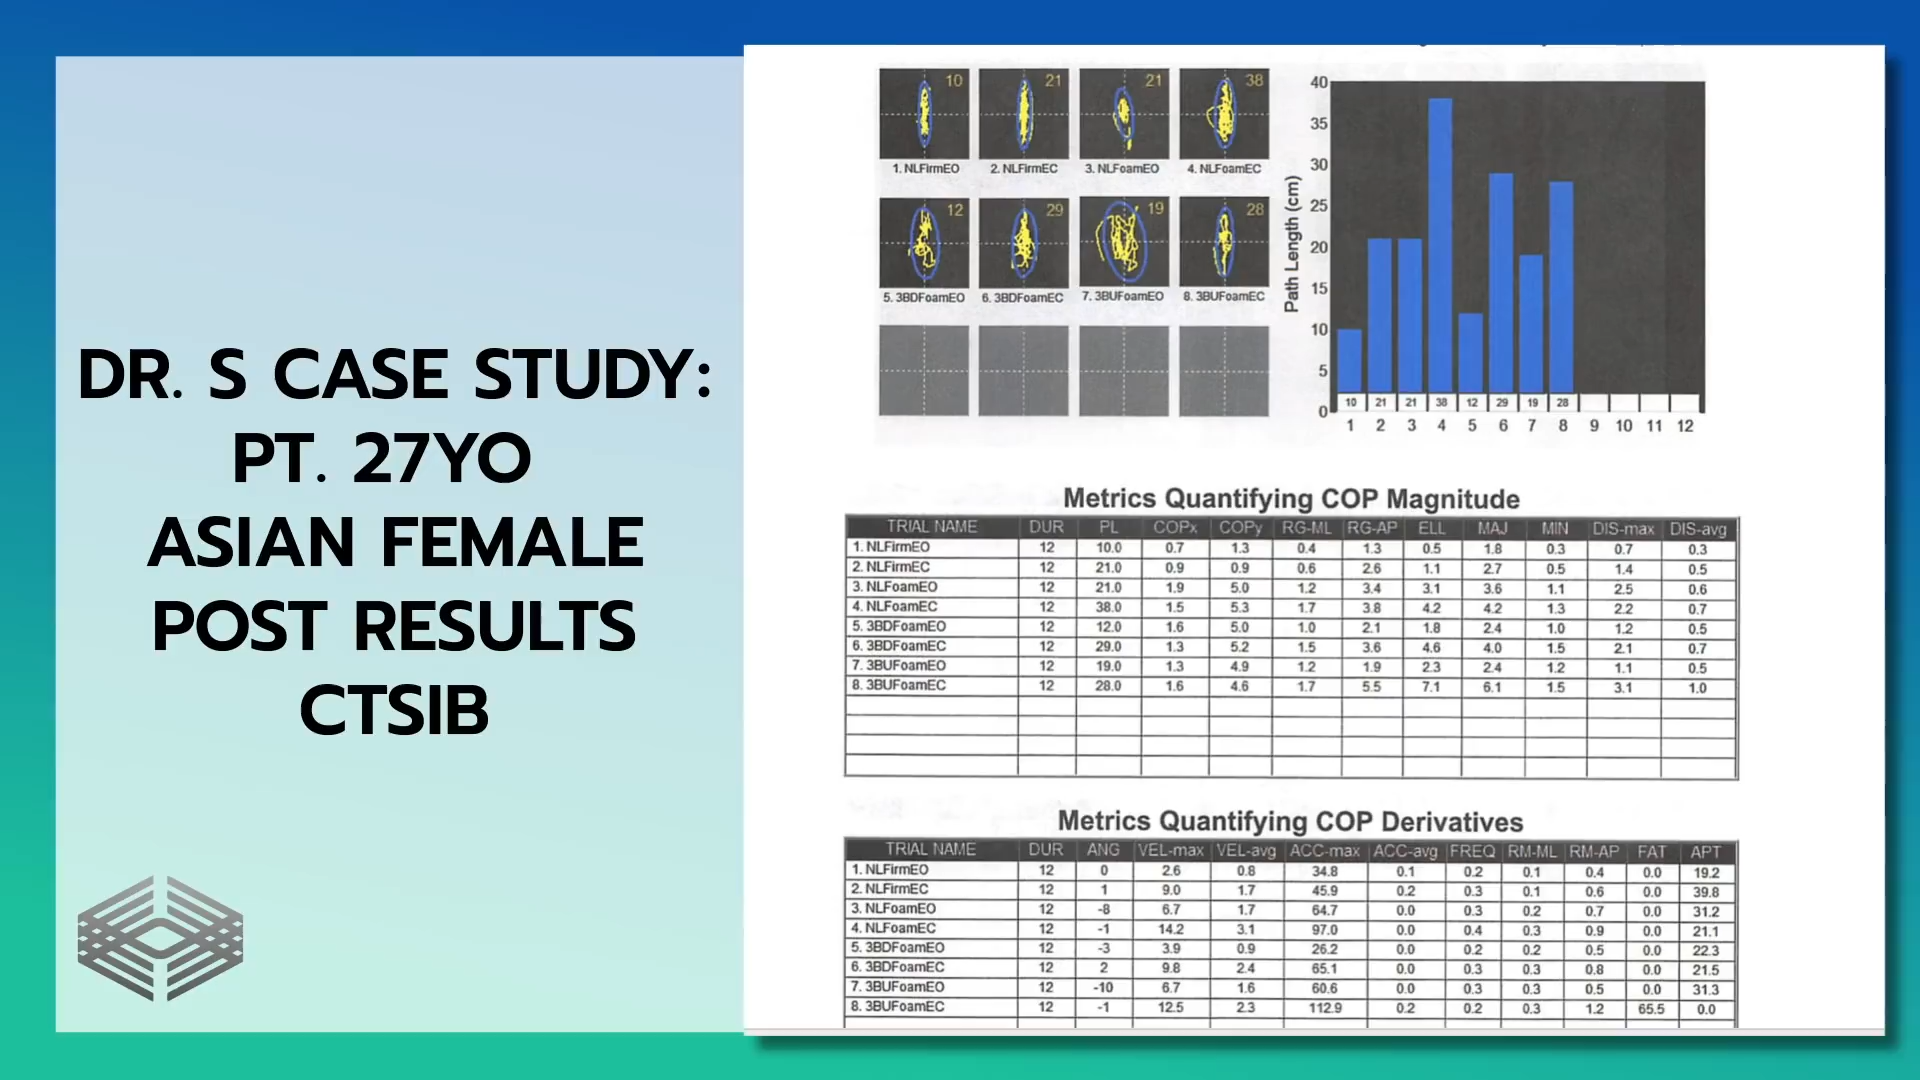 DR. S CASE STUDY:
PT. 27YO
ASIAN FEMALE
POST RESULTS
CTSIB
10 21 21 38
1. NLFirmEO 2. NLFirmEC 3. NLFoamEO 4. NLFoamEC
12 29 19 28
5. 3BDFoamEO 6. 3BDFoamEC 7. 3BUFoamEO 8. 3BUFoamEC
Path Length (cm)
40
35
30
25
20
15
10
5
0
10 21 21 38 12 29 19 28
1 2 3 4 5 6 7 8 9 10 11 12
Metrics Quantifying COP Magnitude
TRIAL NAME DUR PL COPx COPy RG-ML RG-AP ELL MAJ MIN DIS-max DIS-avg
1. NLFirmEO 12 10.0 0.7 1.3 0.4 1.3 0.5 1.8 0.3 0.7 0.3
2. NLFirmEC 12 21.0 0.9 0.9 0.6 2.6 1.1 2.7 0.5 1.4 0.5
3. NLFoamEO 12 21.0 1.9 5.0 1.2 3.4 3.1 3.6 1.1 2.5 0.6
4. NLFoamEC 12 38.0 1.5 5.3 1.7 3.8 4.2 4.2 1.3 2.2 0.7
5. 3BDFoamEO 12 12.0 1.6 5.0 1.0 2.1 1.8 2.4 1.0 1.2 0.5
6. 3BDFoamEC 12 29.0 1.3 5.2 1.5 3.6 4.6 4.0 1.5 2.1 0.7
7. 3BUFoamEO 12 19.0 1.3 4.9 1.2 1.9 2.3 2.4 1.2 1.1 0.5
8. 3BUFoamEC 12 28.0 1.6 4.6 1.7 5.5 7.1 6.1 1.5 3.1 1.0
Metrics Quantifying COP Derivatives
TRIAL NAME DUR ANG VEL-max VEL-avg ACC-max ACC-avg FREQ RM-ML RM-AP FAT APT
1. NLFirmEO 12 0 2.6 0.8 34.8 0.1 0.2 0.1 0.4 0.0 19.2
2. NLFirmEC 12 1 9.0 1.7 45.9 0.2 0.3 0.1 0.6 0.0 39.8
3. NLFoamEO 12 -8 6.7 1.7 64.7 0.0 0.3 0.2 0.7 0.0 31.2
4. NLFoamEC 12 -1 14.2 3.1 97.0 0.0 0.4 0.3 0.9 0.0 21.1
5. 3BDFoamEO 12 -3 3.9 0.9 26.2 0.0 0.2 0.2 0.5 0.0 22.3
6. 3BDFoamEC 12 2 9.8 2.4 65.1 0.0 0.3 0.3 0.8 0.0 21.5
7. 3BUFoamEO 12 -10 6.7 1.6 60.6 0.0 0.3 0.3 0.5 0.0 31.3
8. 3BUFoamEC 12 -1 12.5 2.3 112.9 0.2 0.2 0.3 1.2 65.5 0.0